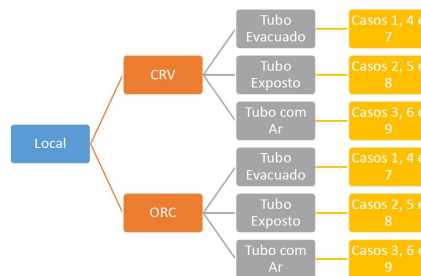 Local
CRV
Tubo
Evacuado
Casos 1, 4 e
7
Tubo
Exposto
Casos 2, 5 e
8
Tubo com
Ar
Casos 3, 6 e
9
ORC
Tubo
Evacuado
Casos 1, 4 e
7
Tubo
Exposto
Casos 2, 5 e
8
Tubo com
Ar
Casos 3, 6 e
9